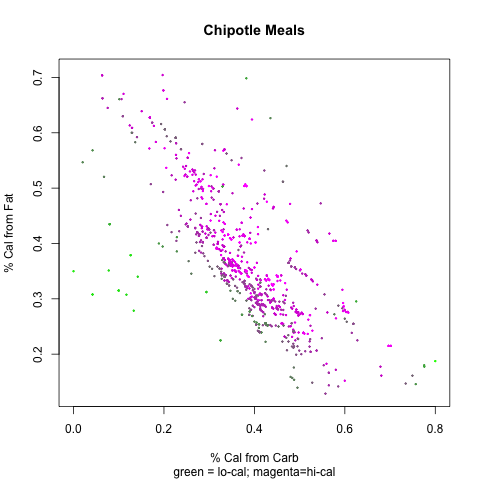 Chipotle Meals
% Cal from Fat
0.7
0.6
0.5
0.4
0.3
0.2
0.0
0.2
0.4
0.6
0.8
% Cal from Carb
green = lo-cal; magenta=hi-cal